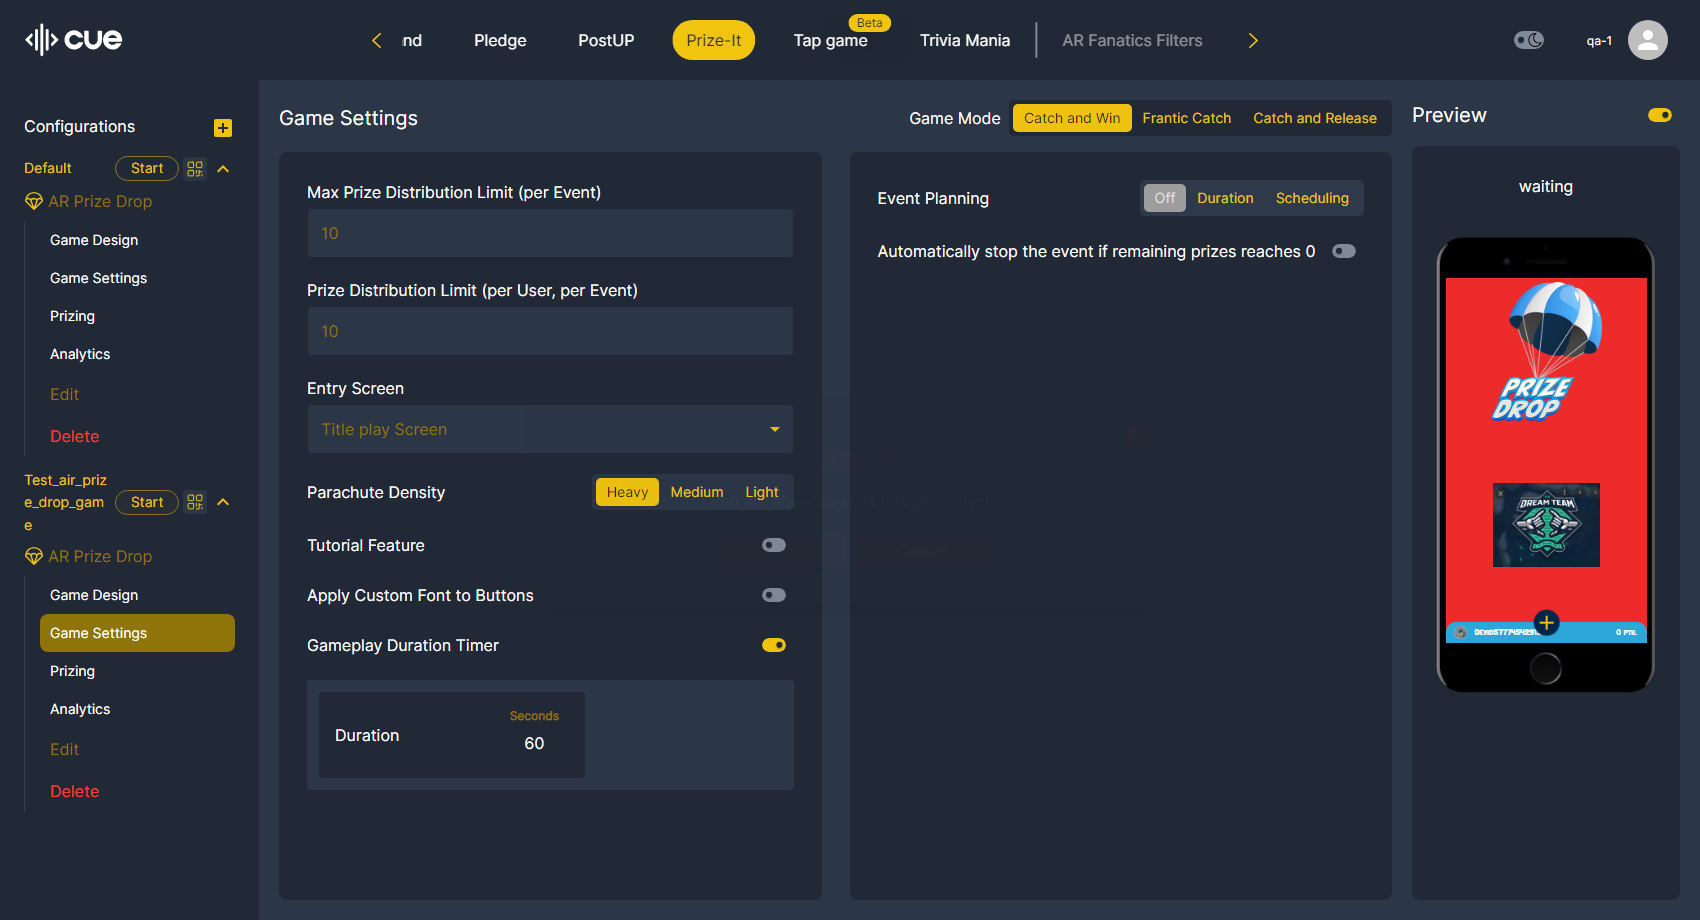 cue
nd
Pledge
PostUP
Prize-It
Beta
Tap game
Trivia Mania
AR Fanatics Filters
qa-1
Configurations
Default
Start
AR Prize Drop
Game Design
Game Settings
Prizing
Analytics
Edit
Delete
Test_air_priz
e_drop_gam
e
Start
AR Prize Drop
Game Design
Game Settings
Prizing
Analytics
Edit
Delete
Game Settings
Game Mode
Catch and Win
Frantic Catch
Catch and Release
Max Prize Distribution Limit (per Event)
10
Prize Distribution Limit (per User, per Event)
10
Entry Screen
Title play Screen
Parachute Density
Heavy
Medium
Light
Tutorial Feature
Apply Custom Font to Buttons
Gameplay Duration Timer
Duration
Seconds
60
Event Planning
Off
Duration
Scheduling
Automatically stop the event if remaining prizes reaches 0
Preview
waiting
PRIZE
DROP
DREAM TEAM
0 PTS.